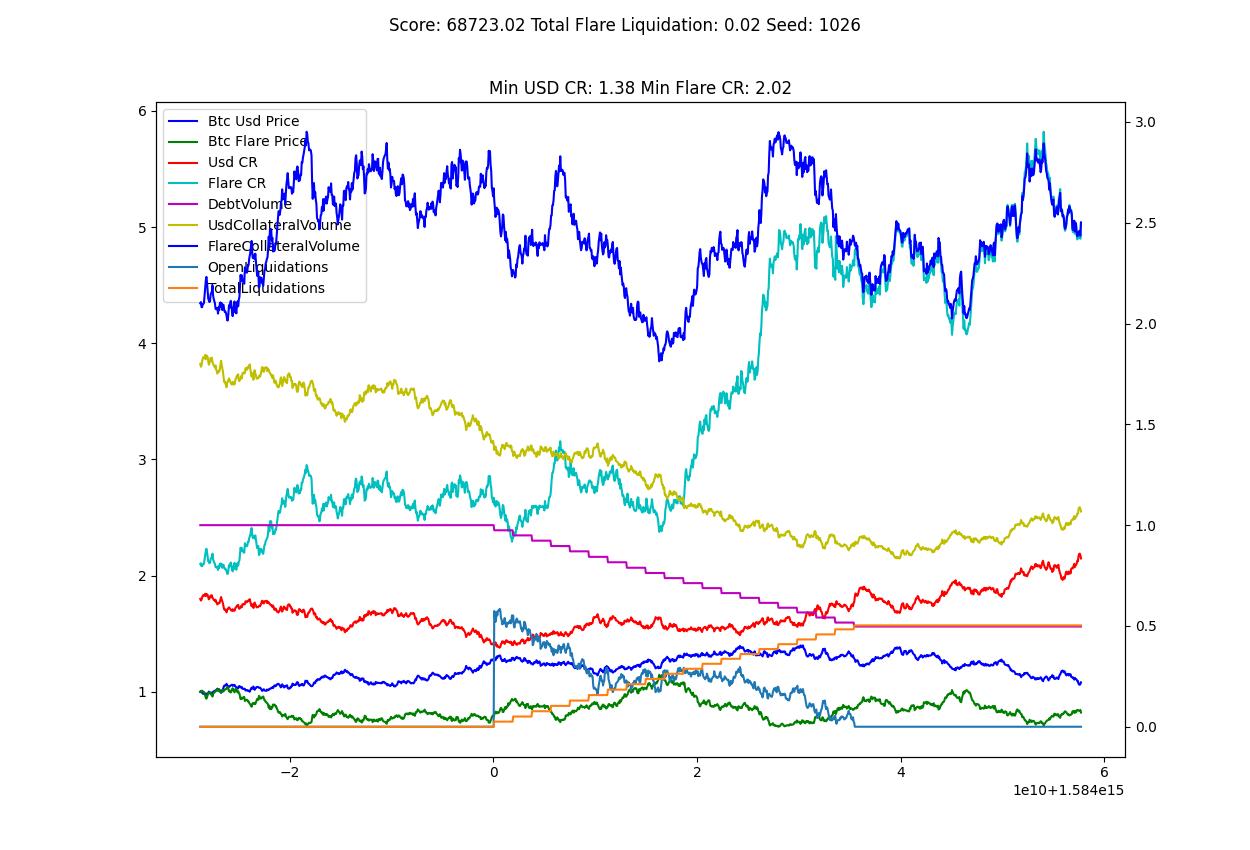 Score: 68723.02 Total Flare Liquidation: 0.02 Seed: 1026
Min USD CR: 1.38 Min Flare CR: 2.02
Btc Usd Price
Btc Flare Price
Usd CR
Flare CR
DebtVolume
UsdCollateralVolume
FlareCollateralVolume
OpenLiquidations
TotalLiquidations
6
5
4
3
2
1
3.0
2.5
2.0
1.5
1.0
0.5
0.0
−2
0
2
4
6
1e10+1.584e15